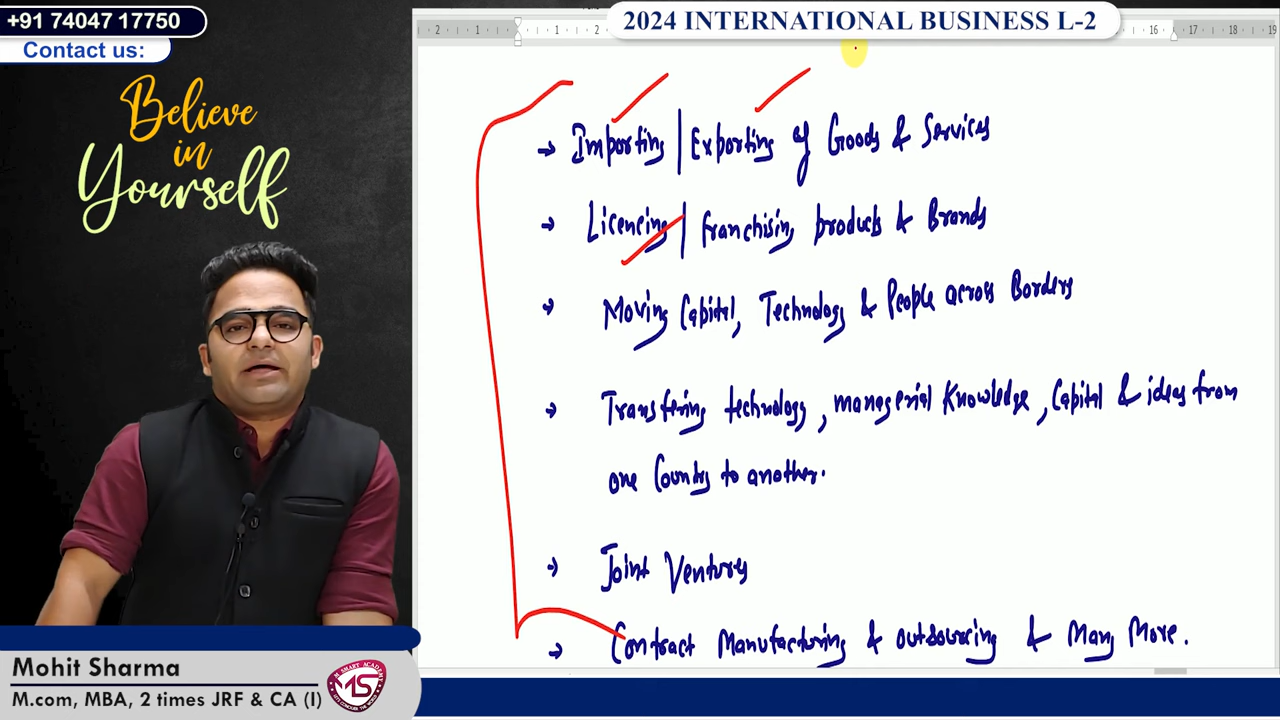 +91 74047 17750
Contact us:
2024 INTERNATIONAL BUSINESS L-2
Believe
in
Yourself
→ Importing | Exporting of Goods & Services
→ Licencing | Franchising products & Brands
→ Moving Capital, Technology & People across Borders
→ Transfering technology, managerial Knowledge, Capital & ideas from
one Country to another.
→ Joint Ventures
→ Contract Manufacturing & outsourcing & Many More.
Mohit Sharma
M.com, MBA, 2 times JRF & CA (I)
MS